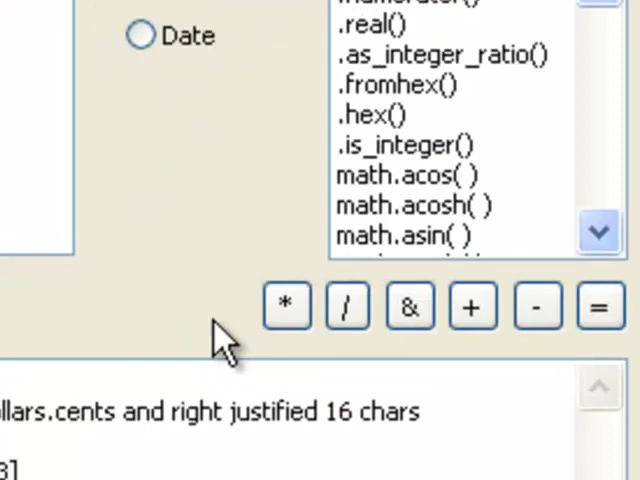 .real()
Date
.as_integer_ratio()
.fromhex()
.hex()
.is_integer()
math.acos( )
math.acosh( )
math.asin( )
* / & + - =
llars.cents and right justified 16 chars
3]